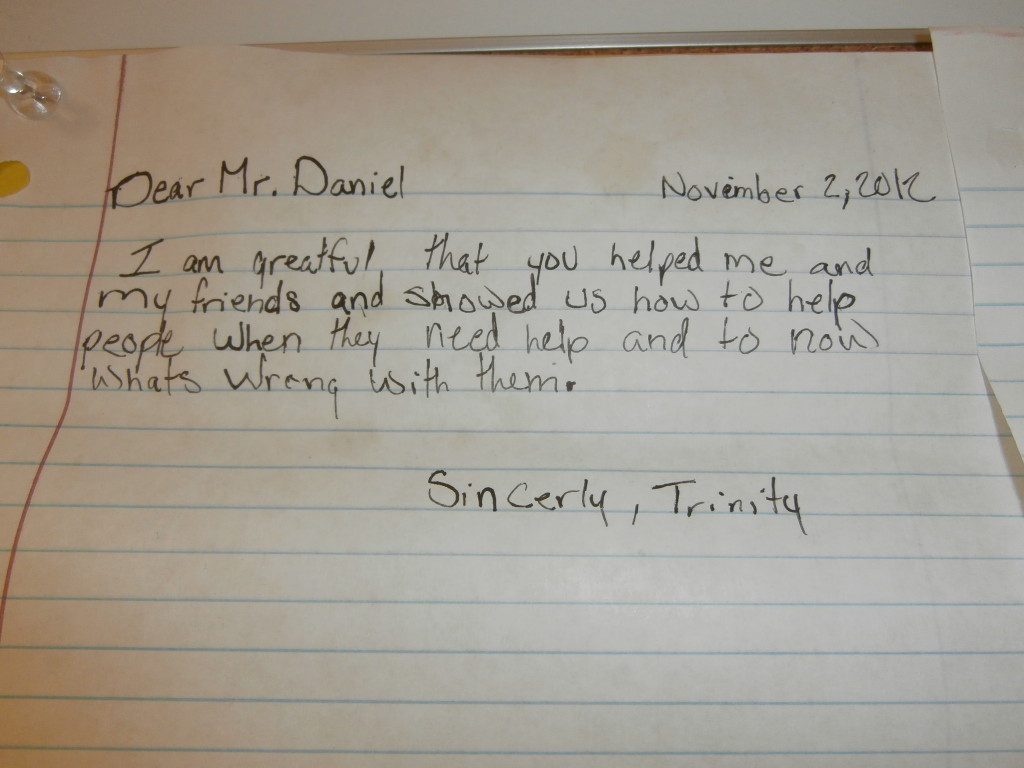 Dear Mr. Daniel November 2, 2012
I am greatful that you helped me and
my friends and showed us how to help
people when they need help and to now
whats wrong with them.
Sincerly, Trinity